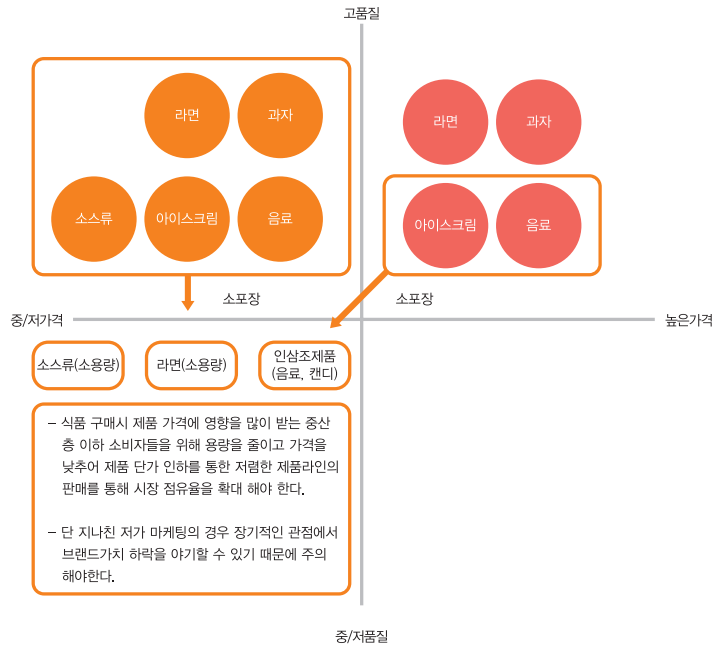 고품질
라면
과자
라면
과자
소스류
아이스크림
음료
아이스크림
음료
소포장
소포장
중/저가격
높은가격
소스류(소용량)
라면(소용량)
인삼조제품
(음료, 캔디)
– 식품 구매시 제품 가격에 영향을 많이 받는 중산
층 이하 소비자들을 위해 용량을 줄이고 가격을
낮추어 제품 단가 인하를 통한 저렴한 제품라인의
판매를 통해 시장 점유율을 확대 해야 한다.
– 단 지나친 저가 마케팅의 경우 장기적인 관점에서
브랜드가치 하락을 야기할 수 있기 때문에 주의
해야한다.
중/저품질